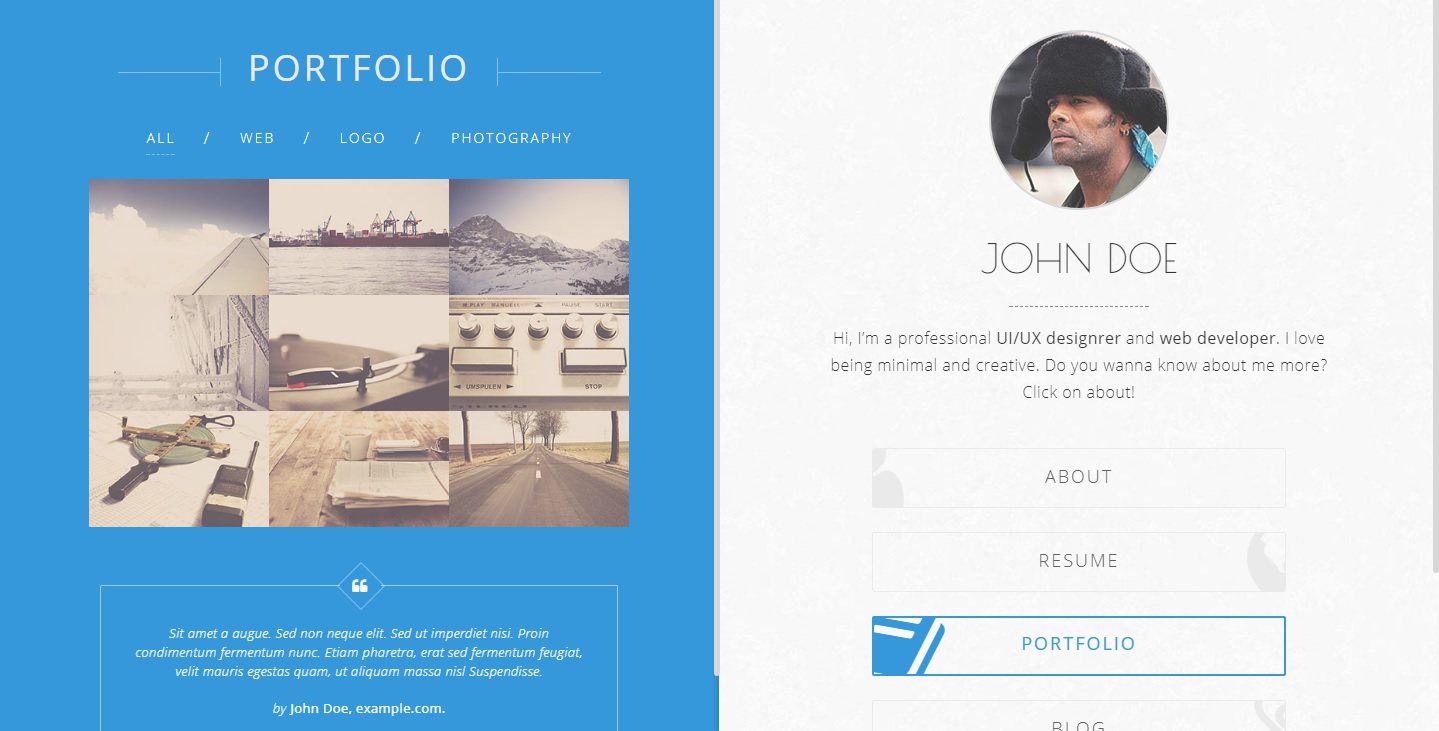 PORTFOLIO
ALL / WEB / LOGO / PHOTOGRAPHY
M.PLAY MANUELL PAUSE START
UMSPULEN STOP
Sit amet a augue. Sed non neque elit. Sed ut imperdiet nisi. Proin
condimentum fermentum nunc. Etiam pharetra, erat sed fermentum feugiat,
velit mauris egestas quam, ut aliquam massa nisl Suspendisse.
by John Doe, example.com.
JOHN DOE
Hi, I’m a professional UI/UX designrer and web developer. I love
being minimal and creative. Do you wanna know about me more?
Click on about!
ABOUT
RESUME
PORTFOLIO
BLOG